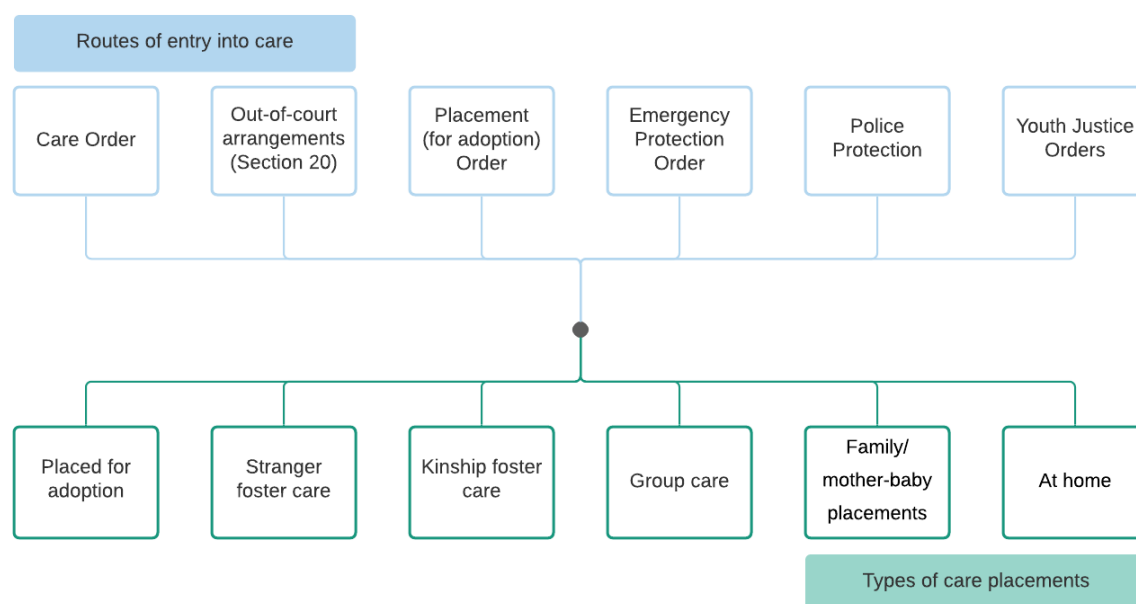 Routes of entry into care
Care Order
Out-of-court
arrangements
(Section 20)
Placement
(for adoption)
Order
Emergency
Protection
Order
Police
Protection
Youth Justice
Orders
Placed for
adoption
Stranger
foster care
Kinship foster
care
Group care
Family/
mother-baby
placements
At home
Types of care placements